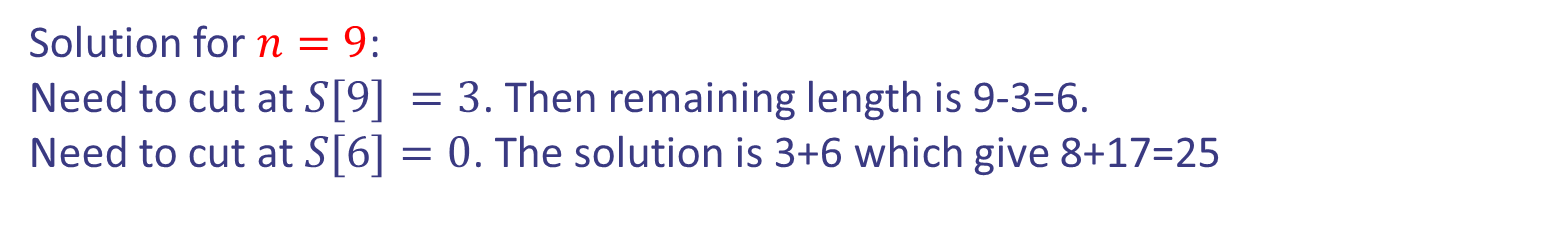 Solution for n = 9:
Need to cut at S[9] = 3. Then remaining length is 9-3=6.
Need to cut at S[6] = 0. The solution is 3+6 which give 8+17=25